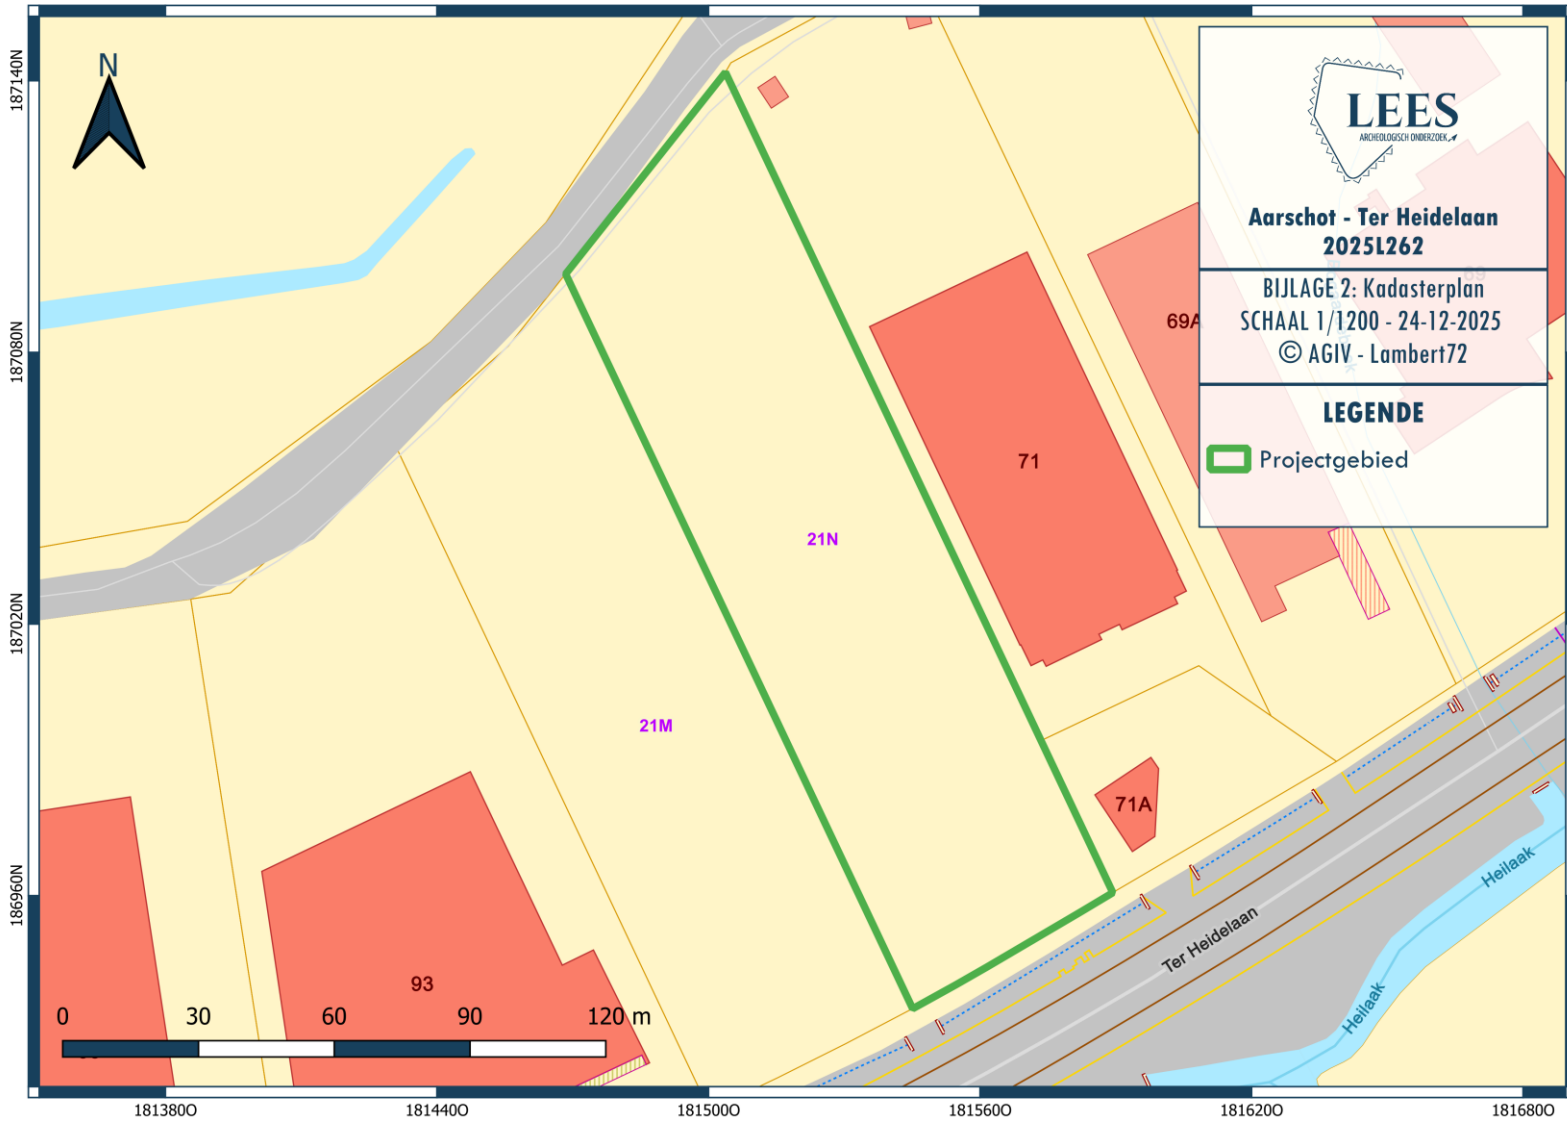 N
187140N
187080N
187020N
186960N
181380O
181440O
181500O
181560O
181620O
181680O
LEES
ARCHEOLOGISCH ONDERZOEK
Aarschot - Ter Heidelaan
2025L262
BIJLAGE 2: Kadasterplan
SCHAAL 1/1200 - 24-12-2025
© AGIV - Lambert72
LEGENDE
Projectgebied
69
69A
71
21N
21M
71A
93
Ter Heidelaan
Heilaak
Heilaak
0 30 60 90 120 m